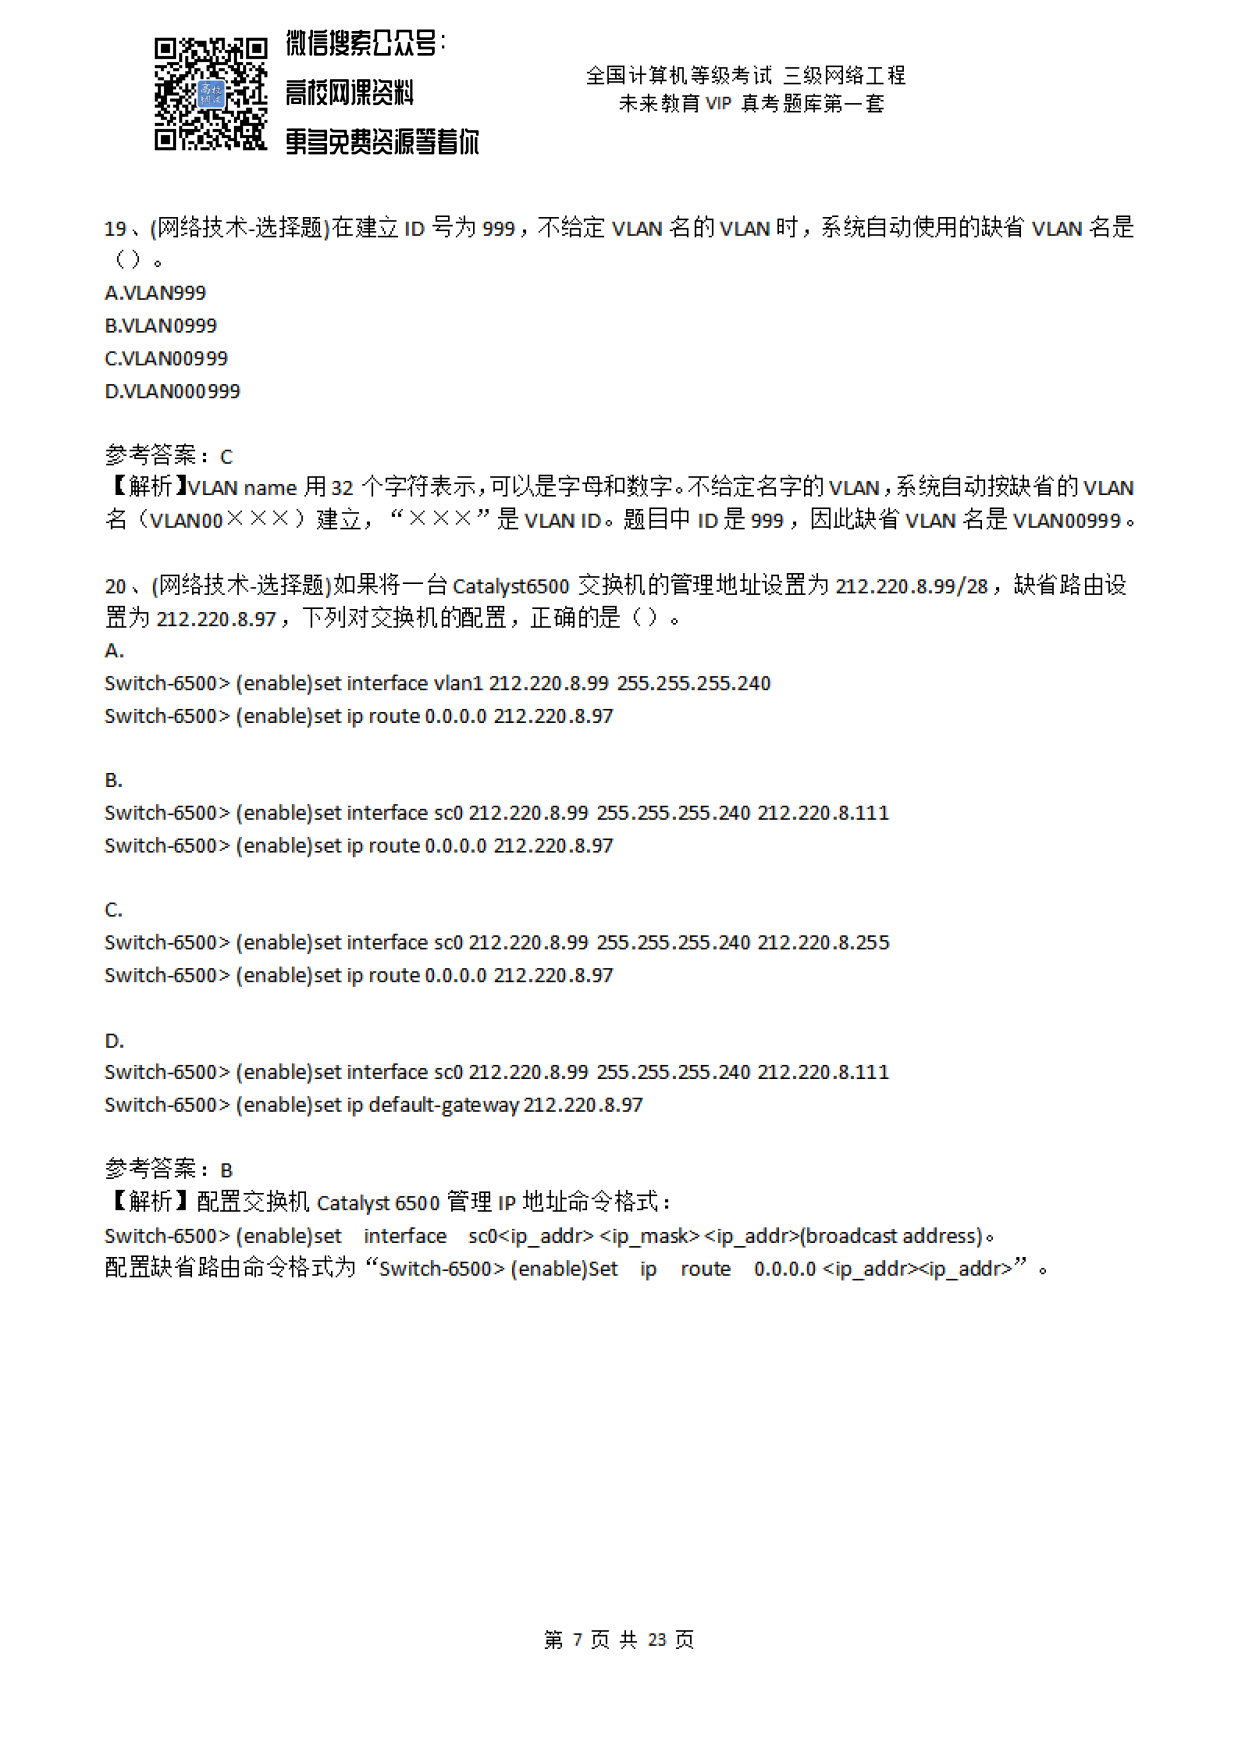 微信搜索公众号：
高校网课资料
更多免费资源等着你
全国计算机等级考试 三级网络工程
未来教育 VIP 真考题库第一套
19、(网络技术-选择题)在建立 ID 号为 999，不给定 VLAN 名的 VLAN 时，系统自动使用的缺省 VLAN 名是
（）。
A.VLAN999
B.VLAN0999
C.VLAN00999
D.VLAN000999
参考答案：C
【解析】VLAN name 用 32 个字符表示，可以是字母和数字。不给定名字的 VLAN，系统自动按缺省的 VLAN
名（VLAN00×××）建立，“×××”是 VLAN ID。题目中 ID 是 999，因此缺省 VLAN 名是 VLAN00999。
20、(网络技术-选择题)如果将一台 Catalyst6500 交换机的管理地址设置为 212.220.8.99/28，缺省路由设
置为 212.220.8.97，下列对交换机的配置，正确的是（）。
A.
Switch-6500> (enable)set interface vlan1 212.220.8.99 255.255.255.240
Switch-6500> (enable)set ip route 0.0.0.0 212.220.8.97
B.
Switch-6500> (enable)set interface sc0 212.220.8.99 255.255.255.240 212.220.8.111
Switch-6500> (enable)set ip route 0.0.0.0 212.220.8.97
C.
Switch-6500> (enable)set interface sc0 212.220.8.99 255.255.255.240 212.220.8.255
Switch-6500> (enable)set ip route 0.0.0.0 212.220.8.97
D.
Switch-6500> (enable)set interface sc0 212.220.8.99 255.255.255.240 212.220.8.111
Switch-6500> (enable)set ip default-gateway 212.220.8.97
参考答案：B
【解析】配置交换机 Catalyst 6500 管理 IP 地址命令格式：
Switch-6500> (enable)set interface sc0<ip_addr> <ip_mask> <ip_addr>(broadcast address)。
配置缺省路由命令格式为“Switch-6500> (enable)Set ip route 0.0.0.0 <ip_addr><ip_addr>”。
第 7 页 共 23 页